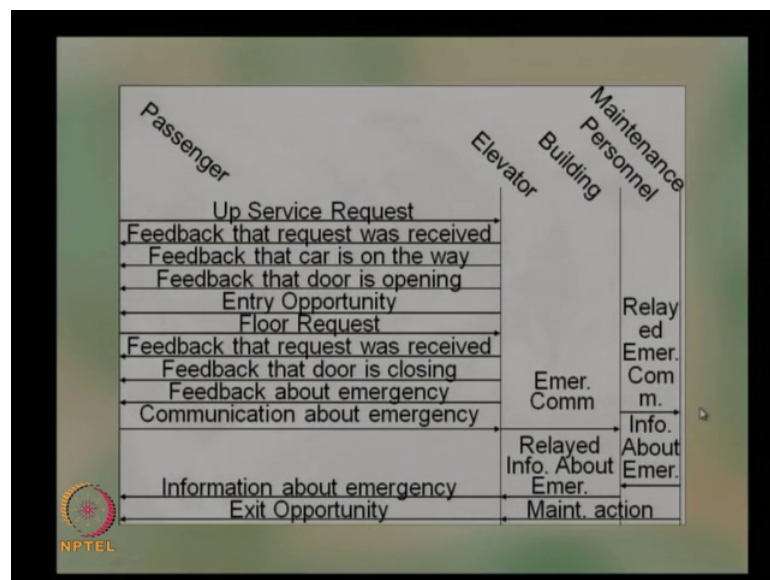 Passenger
Elevator
Building
Maintenance
Personnel
Up Service Request
Feedback that request was received
Feedback that car is on the way
Feedback that door is opening
Entry Opportunity
Floor Request
Feedback that request was received
Feedback that door is closing
Feedback about emergency
Communication about emergency
Emer.
Comm
Relay
ed
Emer.
Com
m.
Relayed
Info. About
Emer.
Info.
About
Emer.
Information about emergency
Exit Opportunity
Maint. action
NPTEL